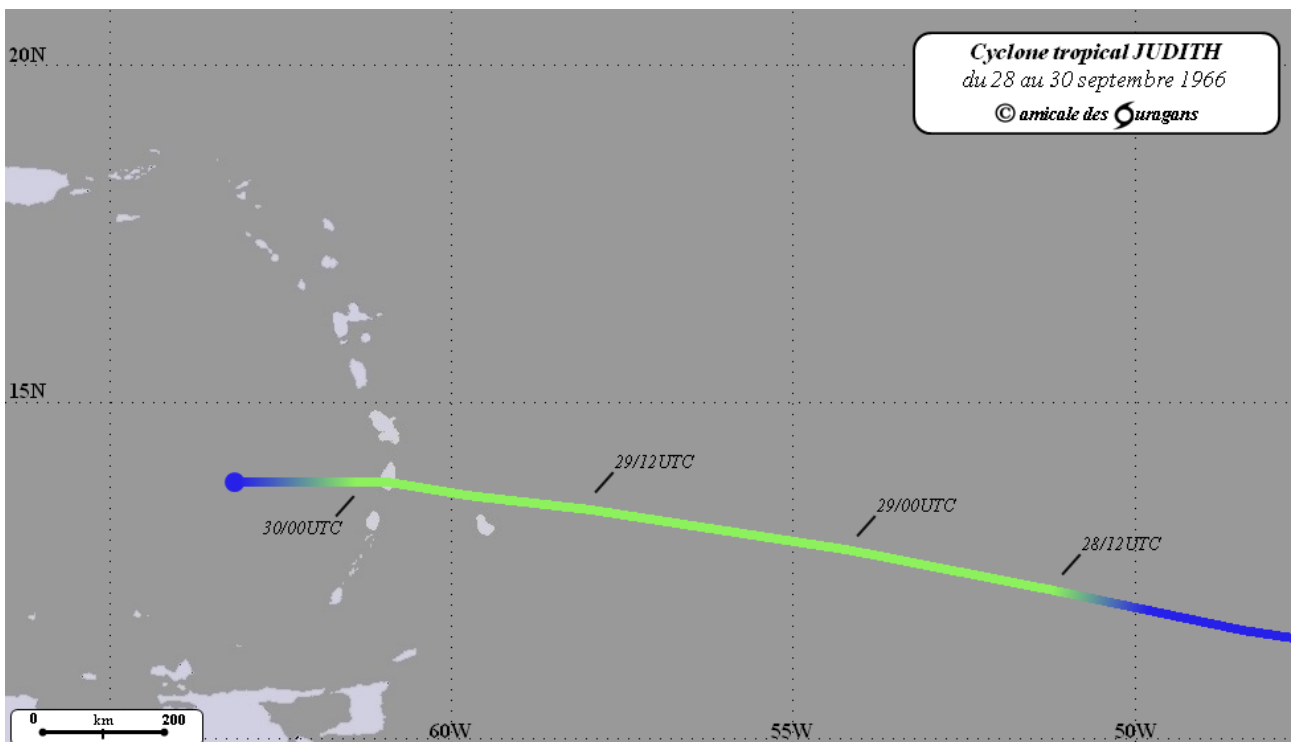 20N
Cyclone tropical JUDITH
du 28 au 30 septembre 1966
© amicale des Ouragans
15N
29/12UTC
29/00UTC
30/00UTC
28/12UTC
0 km 200
60W 55W 50W